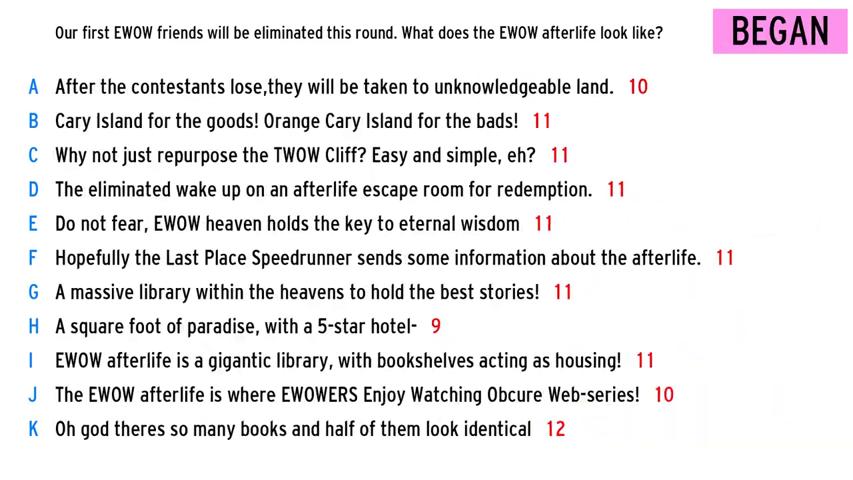 Our first EWOW friends will be eliminated this round. What does the EWOW afterlife look like?
BEGAN
A After the contestants lose,they will be taken to unknowledgeable land. 10
B Cary Island for the goods! Orange Cary Island for the bads! 11
C Why not just repurpose the TWOW Cliff? Easy and simple, eh? 11
D The eliminated wake up on an afterlife escape room for redemption. 11
E Do not fear, EWOW heaven holds the key to eternal wisdom 11
F Hopefully the Last Place Speedrunner sends some information about the afterlife. 11
G A massive library within the heavens to hold the best stories! 11
H A square foot of paradise, with a 5-star hotel- 9
I EWOW afterlife is a gigantic library, with bookshelves acting as housing! 11
J The EWOW afterlife is where EWOWERS Enjoy Watching Obcure Web-series! 10
K Oh god theres so many books and half of them look identical 12